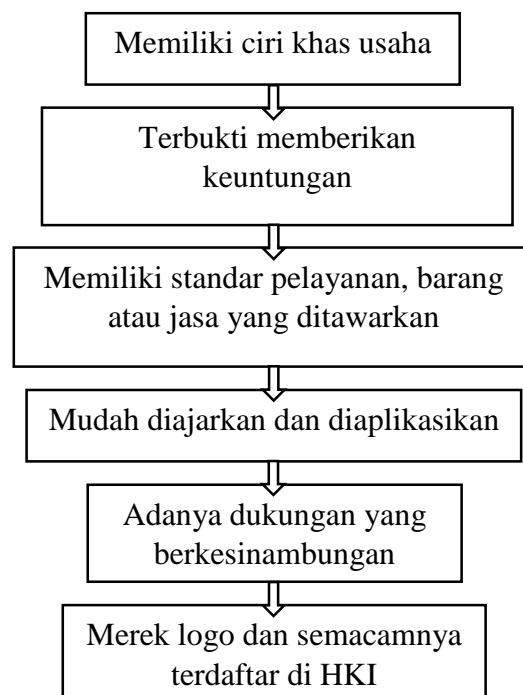 Memiliki ciri khas usaha
Terbukti memberikan
keuntungan
Memiliki standar pelayanan, barang
atau jasa yang ditawarkan
Mudah diajarkan dan diaplikasikan
Adanya dukungan yang
berkesinambungan
Merek logo dan semacamnya
terdaftar di HKI